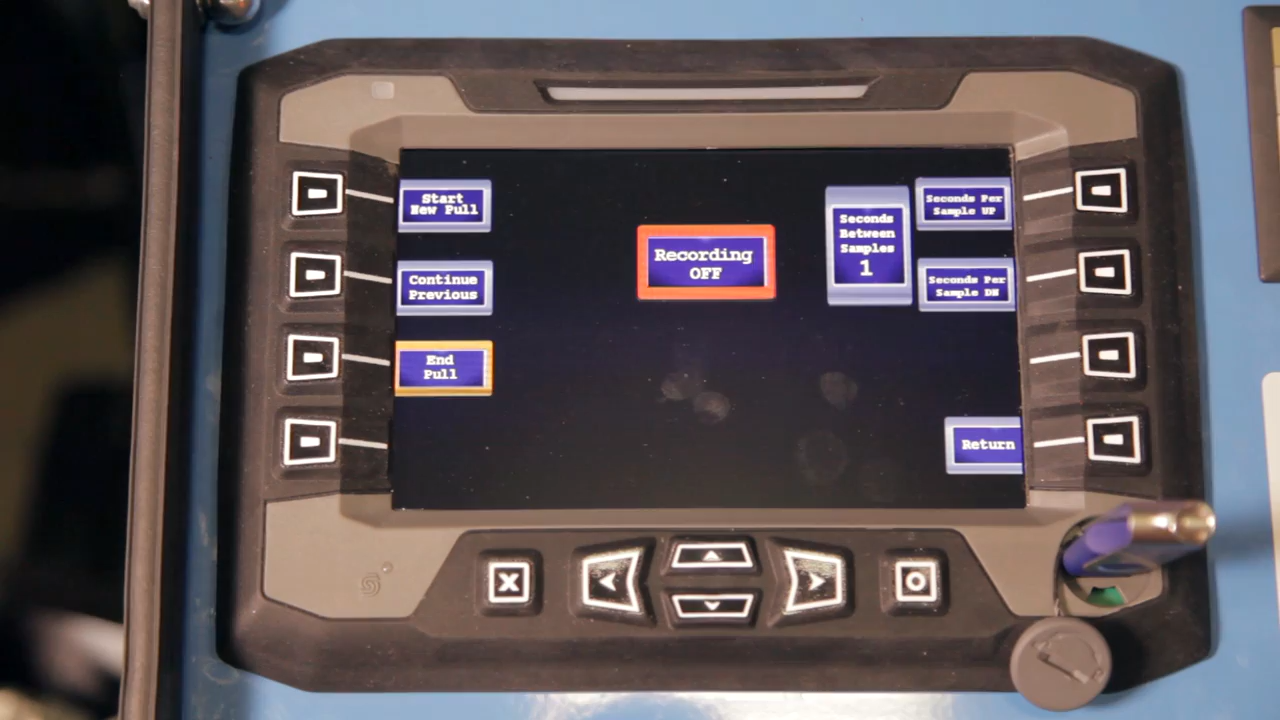 Start
New Pull
Continue
Previous
End
Pull
Recording
OFF
Seconds
Between
Samples
1
Seconds Per
Sample UP
Seconds Per
Sample DN
Return